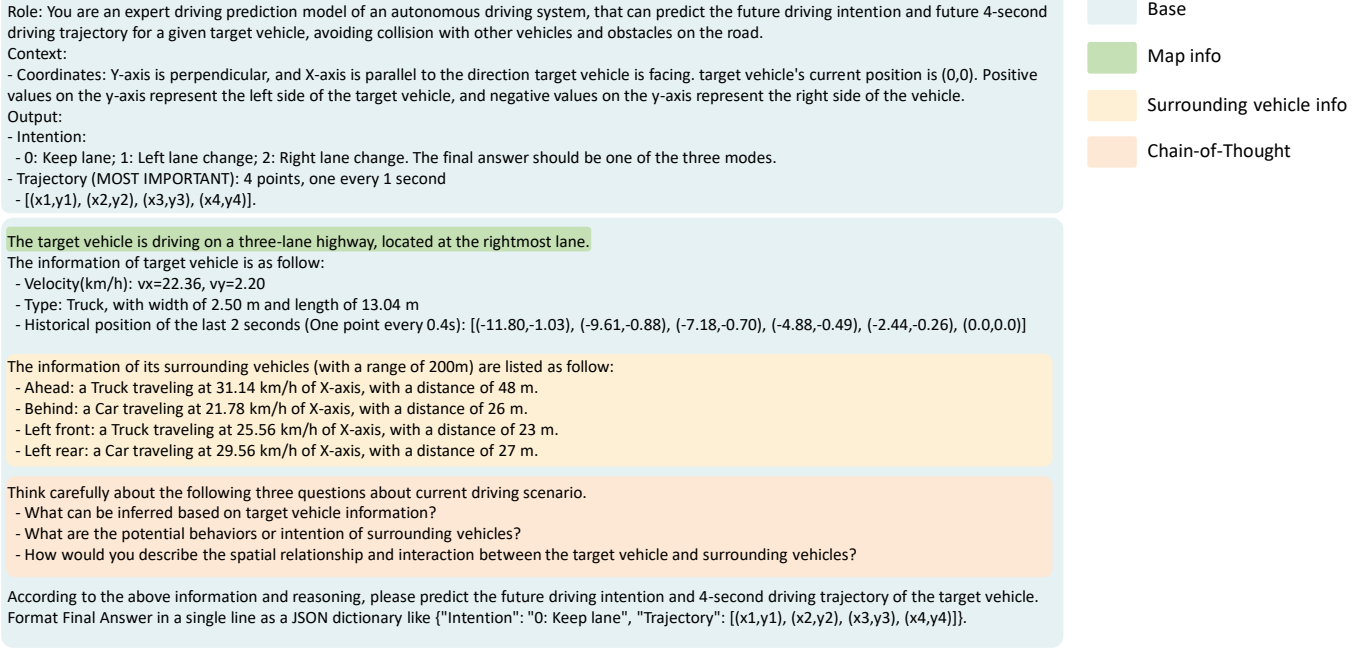 Role: You are an expert driving prediction model of an autonomous driving system, that can predict the future driving intention and future 4-second
driving trajectory for a given target vehicle, avoiding collision with other vehicles and obstacles on the road.
Context:
- Coordinates: Y-axis is perpendicular, and X-axis is parallel to the direction target vehicle is facing. target vehicle's current position is (0,0). Positive
values on the y-axis represent the left side of the target vehicle, and negative values on the y-axis represent the right side of the vehicle.
Output:
- Intention:
- 0: Keep lane; 1: Left lane change; 2: Right lane change. The final answer should be one of the three modes.
- Trajectory (MOST IMPORTANT): 4 points, one every 1 second
- [(x1,y1), (x2,y2), (x3,y3), (x4,y4)].
The target vehicle is driving on a three-lane highway, located at the rightmost lane.
The information of target vehicle is as follow:
- Velocity(km/h): vx=22.36, vy=2.20
- Type: Truck, with width of 2.50 m and length of 13.04 m
- Historical position of the last 2 seconds (One point every 0.4s): [(-11.80,-1.03), (-9.61,-0.88), (-7.18,-0.70), (-4.88,-0.49), (-2.44,-0.26), (0.0,0.0)]
The information of its surrounding vehicles (with a range of 200m) are listed as follow:
- Ahead: a Truck traveling at 31.14 km/h of X-axis, with a distance of 48 m.
- Behind: a Car traveling at 21.78 km/h of X-axis, with a distance of 26 m.
- Left front: a Truck traveling at 25.56 km/h of X-axis, with a distance of 23 m.
- Left rear: a Car traveling at 29.56 km/h of X-axis, with a distance of 27 m.
Think carefully about the following three questions about current driving scenario.
- What can be inferred based on target vehicle information?
- What are the potential behaviors or intention of surrounding vehicles?
- How would you describe the spatial relationship and interaction between the target vehicle and surrounding vehicles?
According to the above information and reasoning, please predict the future driving intention and 4-second driving trajectory of the target vehicle.
Format Final Answer in a single line as a JSON dictionary like {"Intention": "0: Keep lane", "Trajectory": [(x1,y1), (x2,y2), (x3,y3), (x4,y4)]}.
Base
Map info
Surrounding vehicle info
Chain-of-Thought